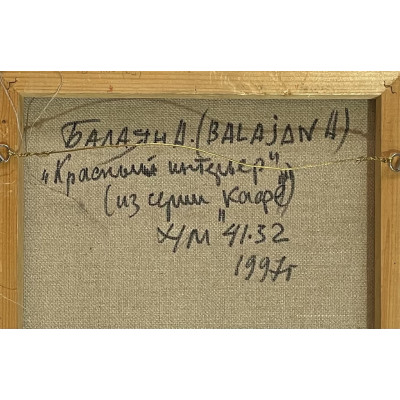 БАЛАЯН А. (BALAJAN A)
„Красный интерьер"
(из серии "Кафе")
Х/М 41·32
1997г